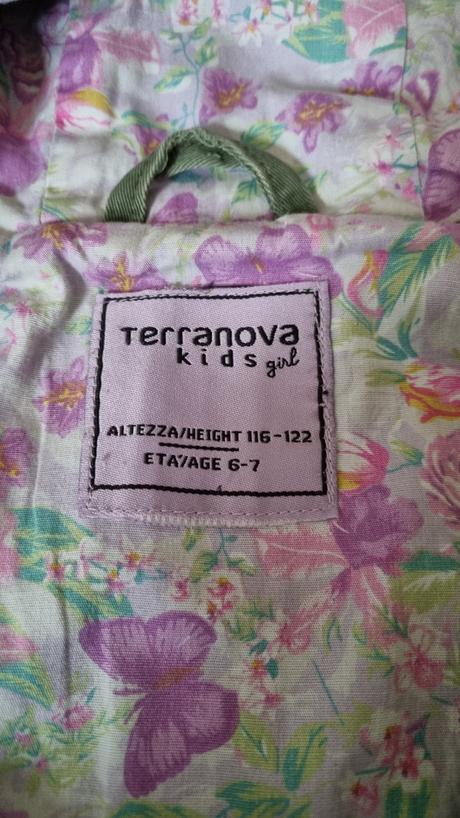 Terranova
kids girl
ALTEZZA/HEIGHT 116-122
ETA'/AGE 6-7